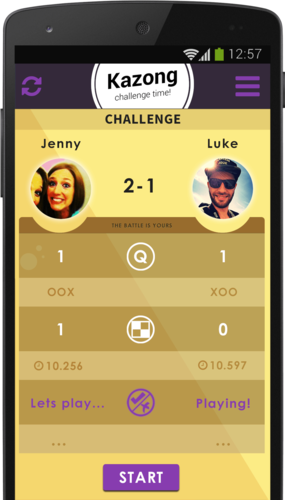 12:57
Kazong
challenge time!
CHALLENGE
Jenny Luke
2-1
THE BATTLE IS YOURS
1 Q 1
OOX XOO
1 0
10.256 10.597
Lets play... Playing!
... ...
START